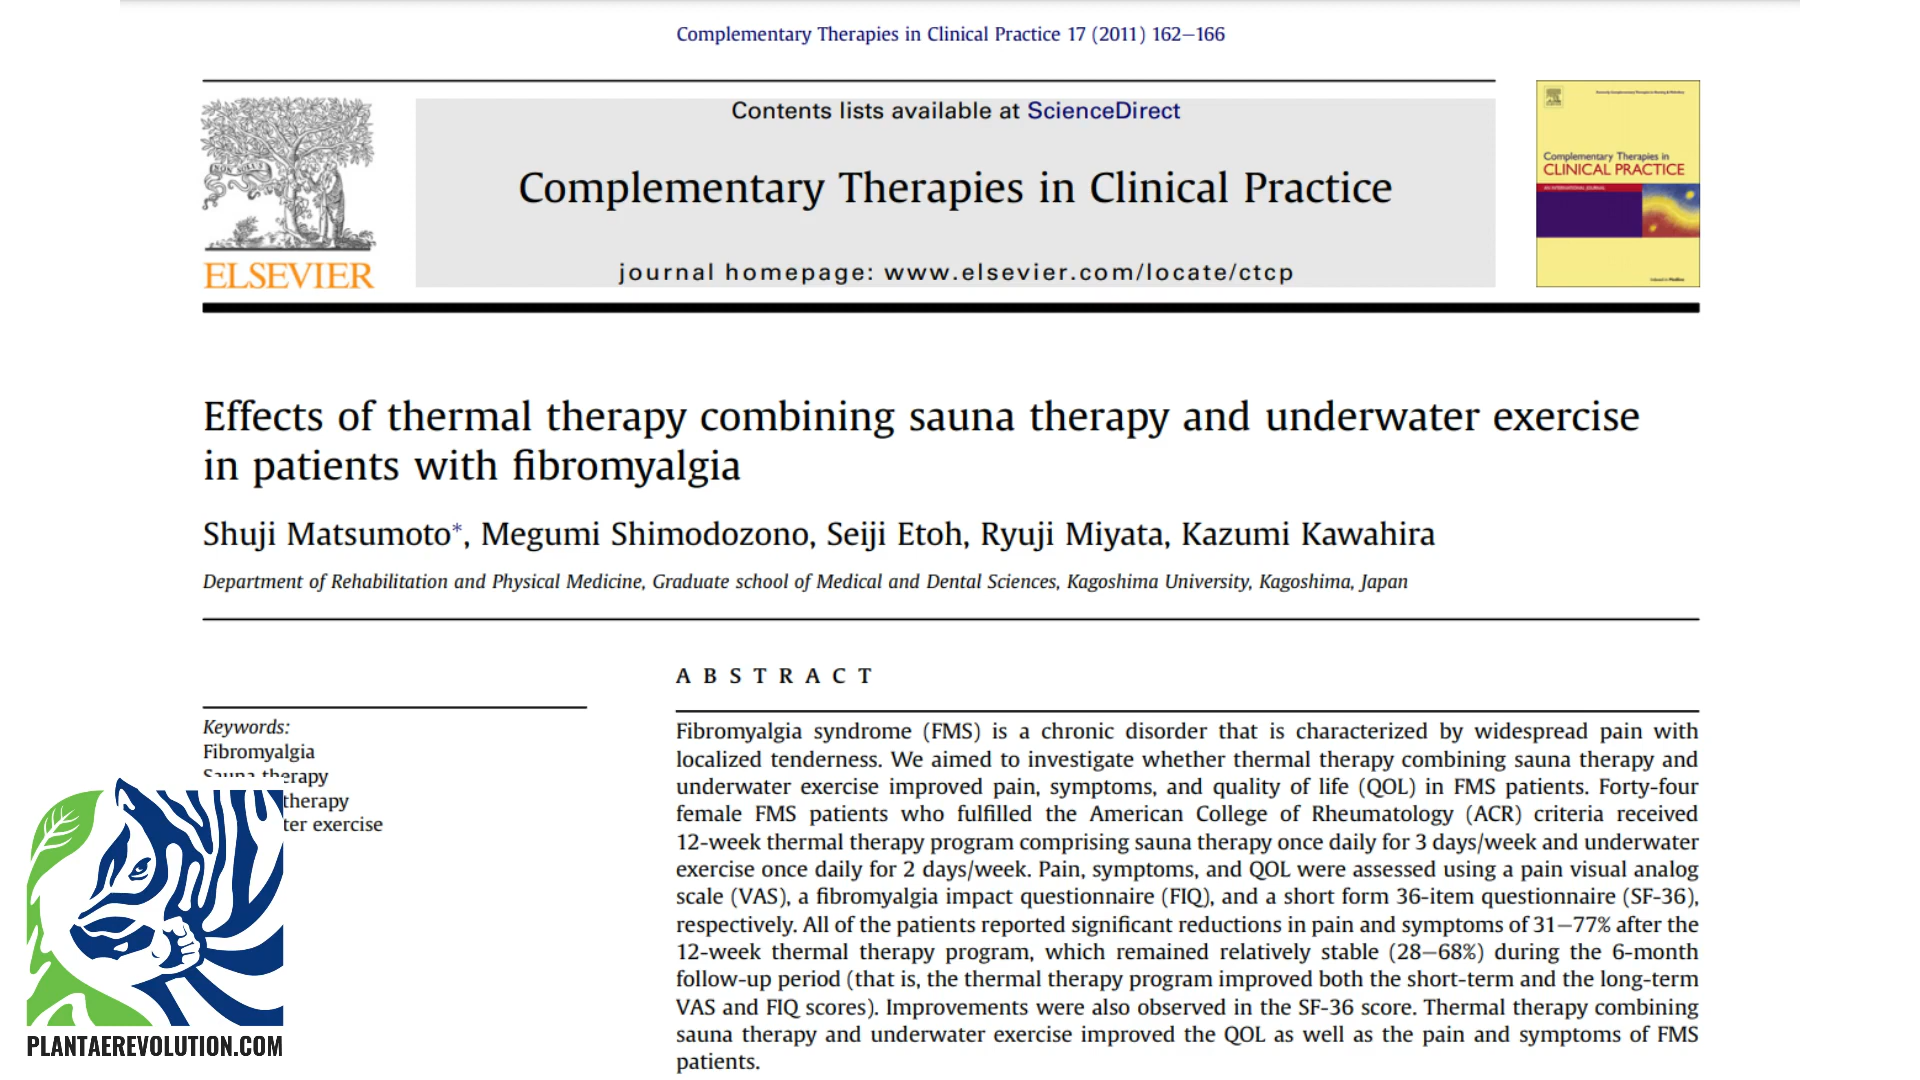 Complementary Therapies in Clinical Practice 17 (2011) 162–166
Contents lists available at ScienceDirect
Complementary Therapies in Clinical Practice
journal homepage: www.elsevier.com/locate/ctcp
ELSEVIER
Complementary Therapies in
CLINICAL PRACTICE
AN INTERNATIONAL JOURNAL
Effects of thermal therapy combining sauna therapy and underwater exercise
in patients with fibromyalgia
Shuji Matsumoto*, Megumi Shimodozono, Seiji Etoh, Ryuji Miyata, Kazumi Kawahira
Department of Rehabilitation and Physical Medicine, Graduate school of Medical and Dental Sciences, Kagoshima University, Kagoshima, Japan
Keywords:
Fibromyalgia
Sauna therapy
therapy
ter exercise
PLANTAEREVOLUTION.COM
ABSTRACT
Fibromyalgia syndrome (FMS) is a chronic disorder that is characterized by widespread pain with
localized tenderness. We aimed to investigate whether thermal therapy combining sauna therapy and
underwater exercise improved pain, symptoms, and quality of life (QOL) in FMS patients. Forty-four
female FMS patients who fulfilled the American College of Rheumatology (ACR) criteria received
12-week thermal therapy program comprising sauna therapy once daily for 3 days/week and underwater
exercise once daily for 2 days/week. Pain, symptoms, and QOL were assessed using a pain visual analog
scale (VAS), a fibromyalgia impact questionnaire (FIQ), and a short form 36-item questionnaire (SF-36),
respectively. All of the patients reported significant reductions in pain and symptoms of 31–77% after the
12-week thermal therapy program, which remained relatively stable (28–68%) during the 6-month
follow-up period (that is, the thermal therapy program improved both the short-term and the long-term
VAS and FIQ scores). Improvements were also observed in the SF-36 score. Thermal therapy combining
sauna therapy and underwater exercise improved the QOL as well as the pain and symptoms of FMS
patients.